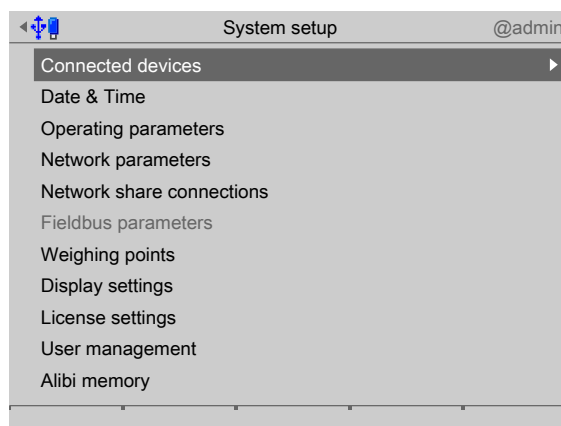 System setup @admin
Connected devices
Date & Time
Operating parameters
Network parameters
Network share connections
Fieldbus parameters
Weighing points
Display settings
License settings
User management
Alibi memory